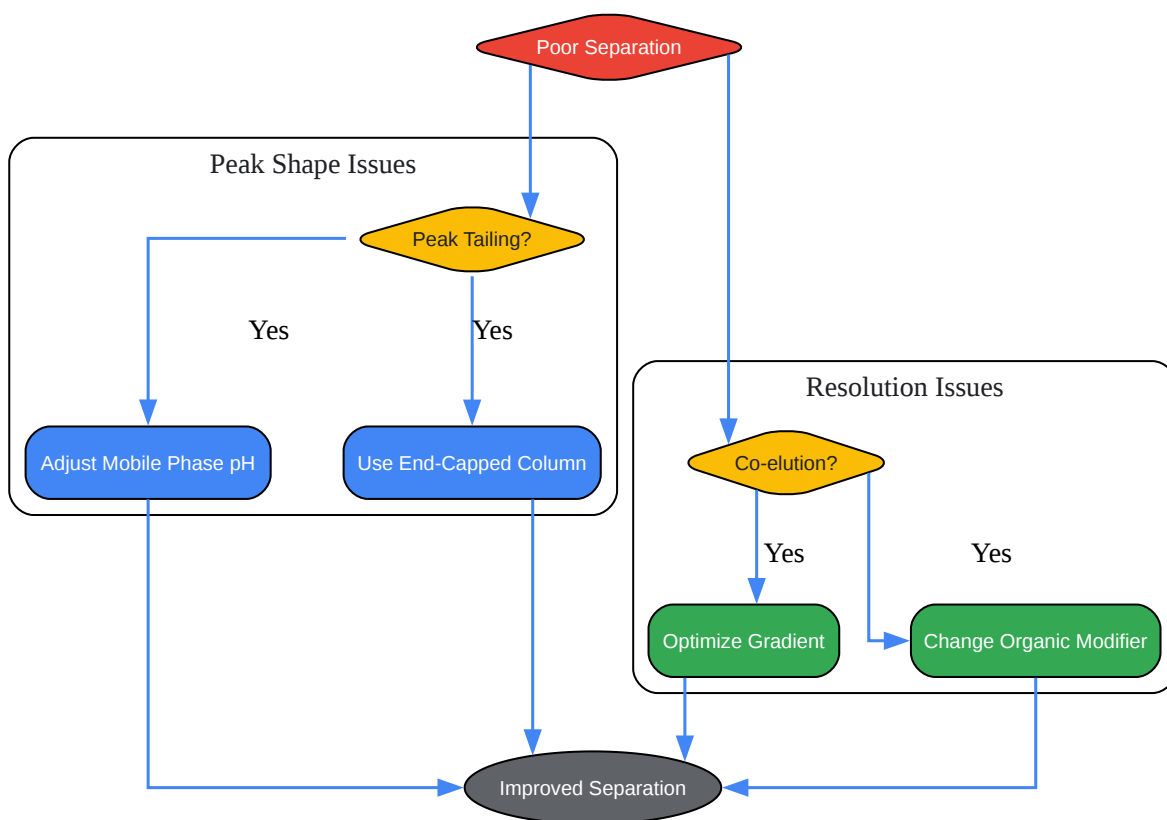 Poor Separation
Peak Shape Issues
Peak Tailing?
Yes
Yes
Adjust Mobile Phase pH
Use End-Capped Column
Resolution Issues
Co-elution?
Yes
Yes
Optimize Gradient
Change Organic Modifier
Improved Separation